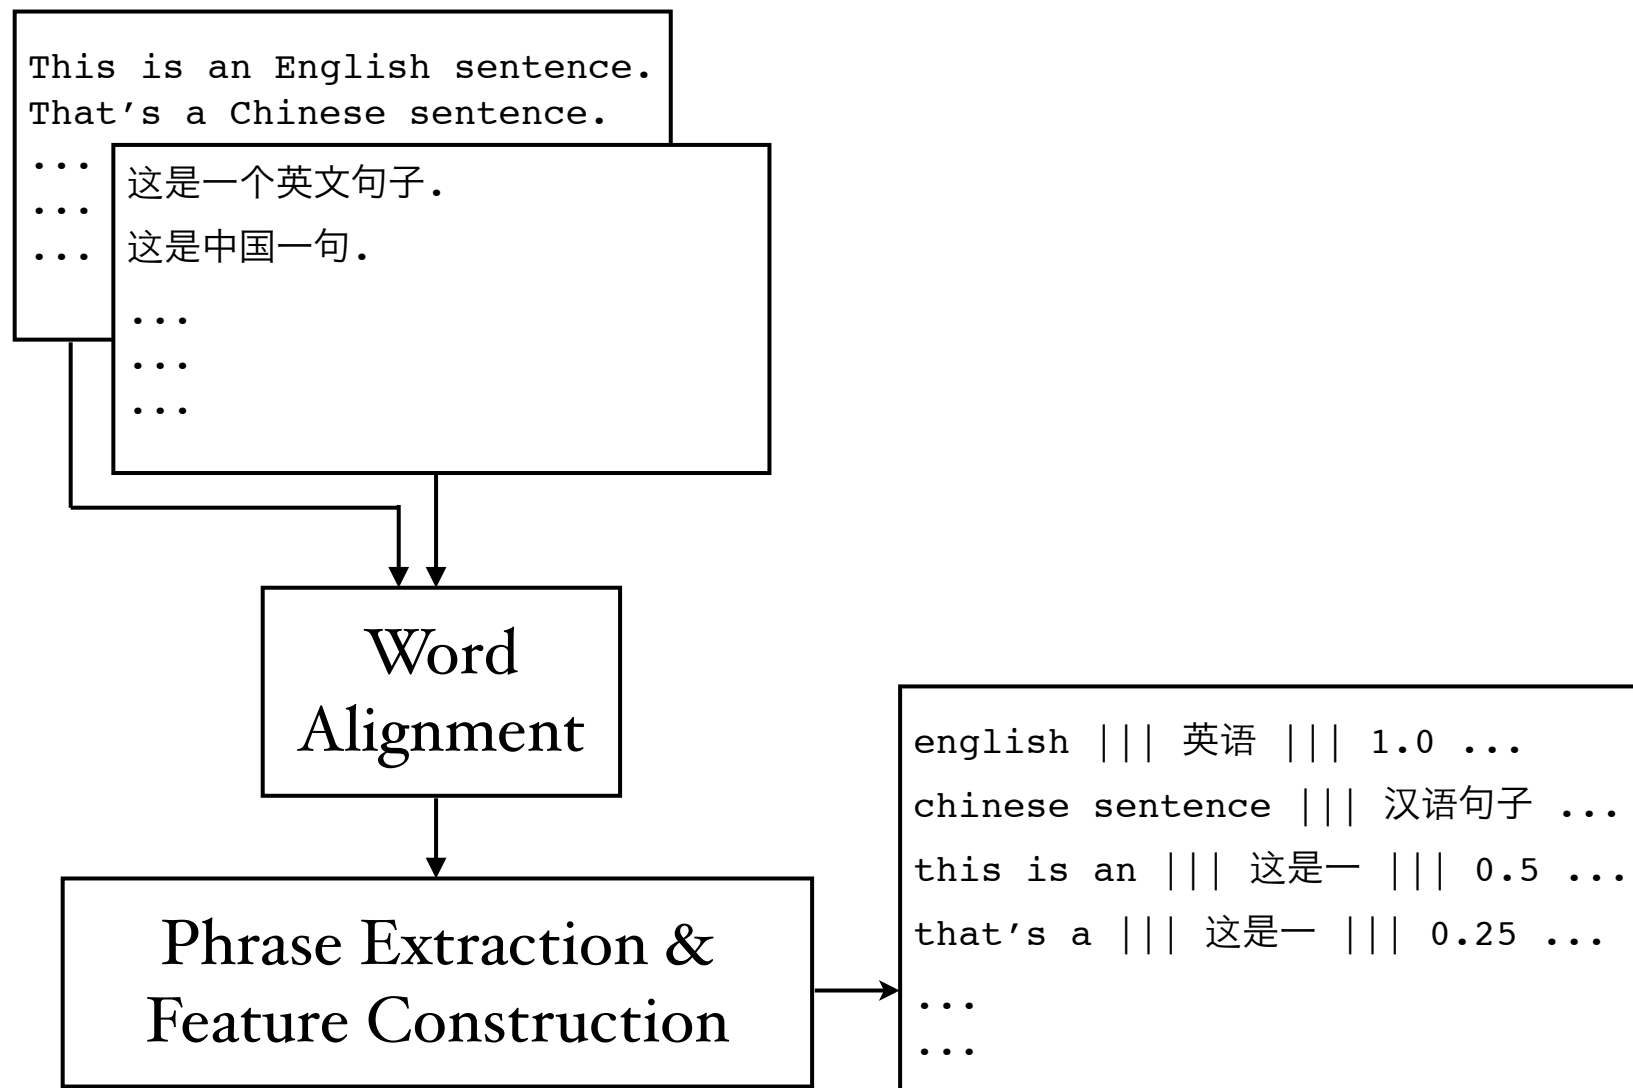 This is an English sentence.
That's a Chinese sentence.
...
...
...
这是一个英文句子.
这是中国一句.
...
...
...
Word
Alignment
Phrase Extraction &
Feature Construction
english ||| 英语 ||| 1.0 ...
chinese sentence ||| 汉语句子 ...
this is an ||| 这是一 ||| 0.5 ...
that's a ||| 这是一 ||| 0.25 ...
...
...